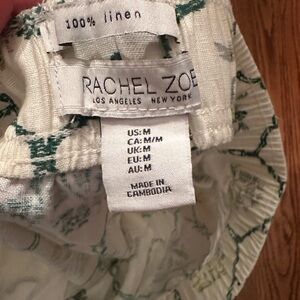 100% linen
RACHEL ZOE
LOS ANGELES NEW YORK
US:M
CA:M/M
UK:M
EU:M
AU:M
MADE IN
CAMBODIA